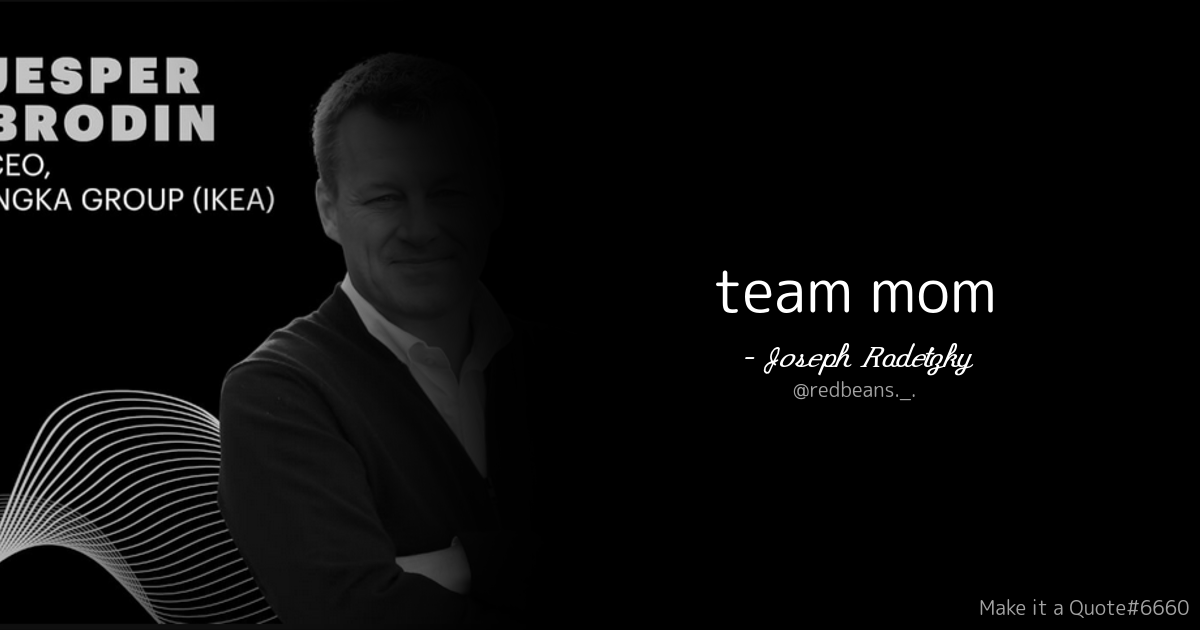 JESPER
BRODIN
CEO,
NGKA GROUP (IKEA)
team mom
- Joseph Radetzky
@redbeans._.
Make it a Quote#6660